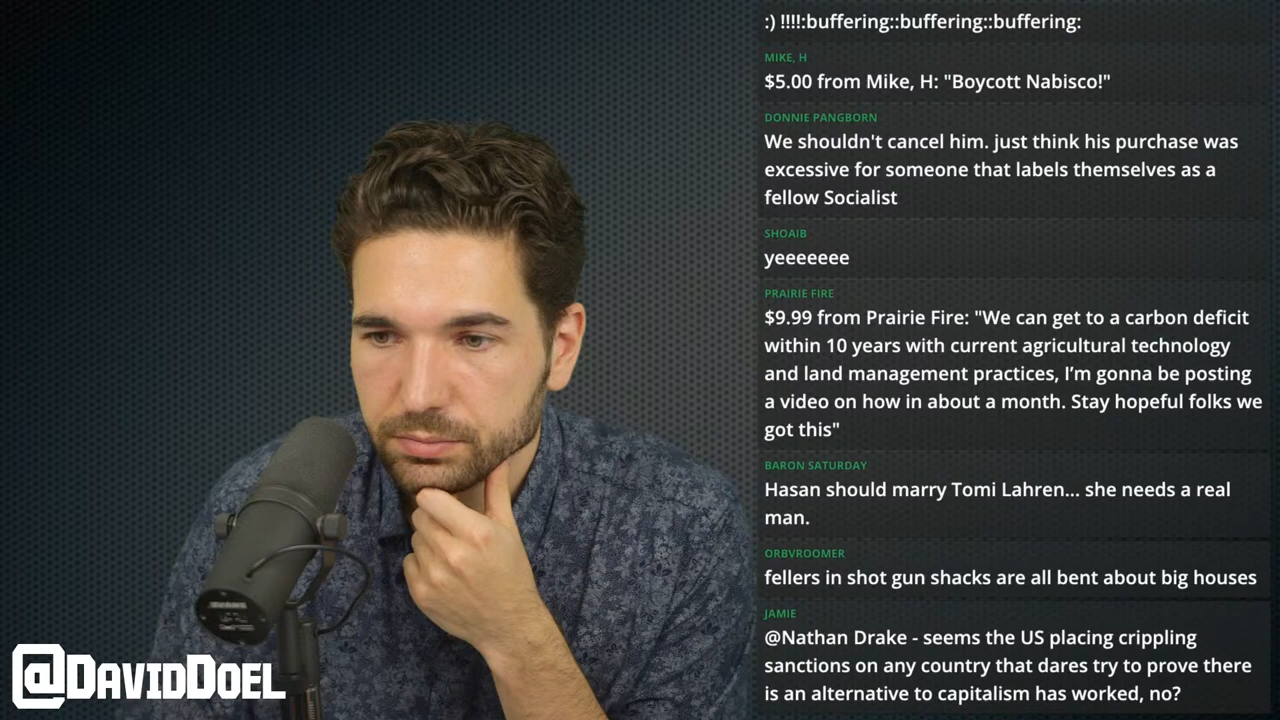 :) !!!!:buffering::buffering::buffering:
MIKE, H
$5.00 from Mike, H: "Boycott Nabisco!"
DONNIE PANGBORN
We shouldn't cancel him. just think his purchase was
excessive for someone that labels themselves as a
fellow Socialist
SHOAIB
yeeeeeee
PRAIRIE FIRE
$9.99 from Prairie Fire: "We can get to a carbon deficit
within 10 years with current agricultural technology
and land management practices, I’m gonna be posting
a video on how in about a month. Stay hopeful folks we
got this"
BARON SATURDAY
Hasan should marry Tomi Lahren... she needs a real
man.
ORBVROOMER
fellers in shot gun shacks are all bent about big houses
JAMIE
@Nathan Drake - seems the US placing crippling
sanctions on any country that dares try to prove there
is an alternative to capitalism has worked, no?
@DAVIDDOEL